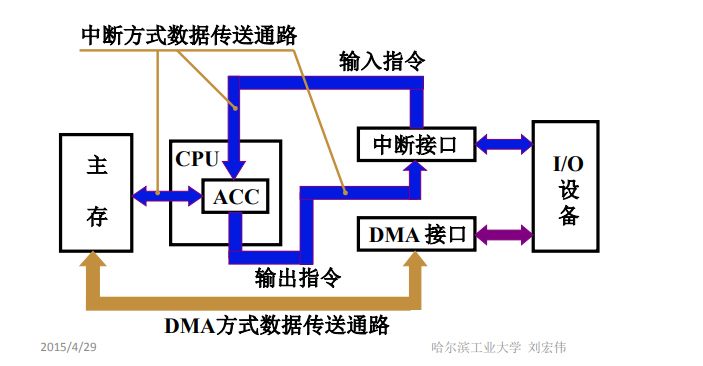 中断方式数据传送通路
输入指令
中断接口
主
存
CPU
ACC
I/O
设
备
DMA 接口
输出指令
DMA方式数据传送通路
2015/4/29
哈尔滨工业大学 刘宏伟